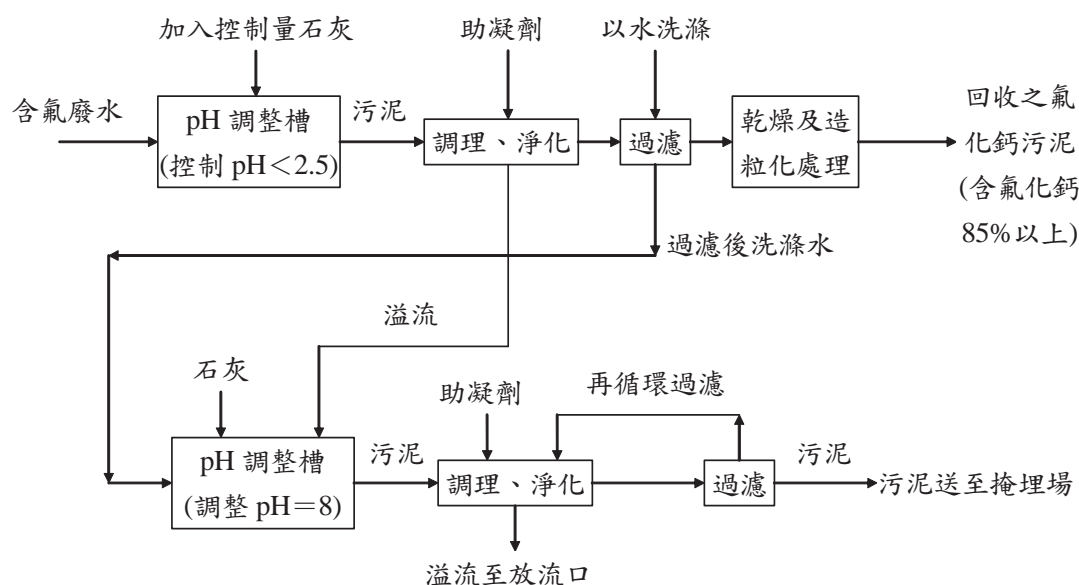 加入控制量石灰
助凝劑
以水洗滌
含氟廢水
pH 調整槽
(控制 pH＜2.5)
污泥
調理、淨化
過濾
乾燥及造
粒化處理
回收之氟
化鈣污泥
(含氟化鈣
85%以上)
過濾後洗滌水
溢流
石灰
助凝劑
再循環過濾
pH 調整槽
(調整 pH＝8)
污泥
調理、淨化
過濾
污泥
污泥送至掩埋場
溢流至放流口